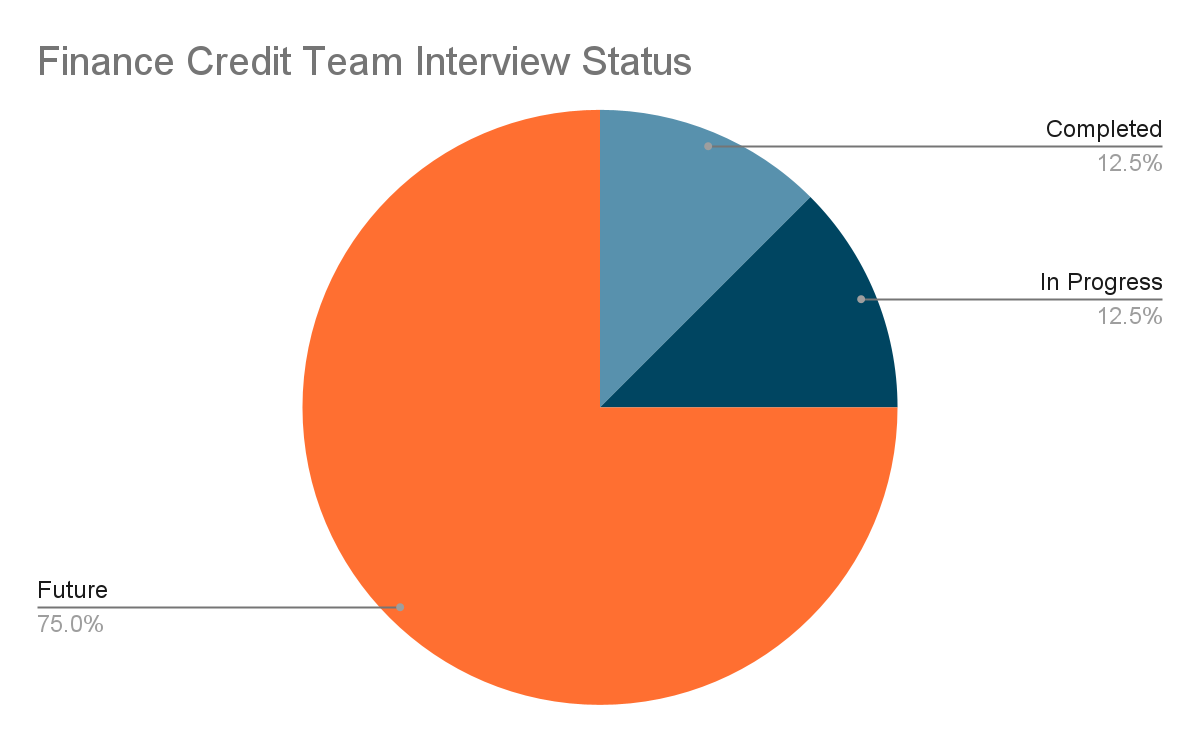 Finance Credit Team Interview Status
Completed
12.5%
In Progress
12.5%
Future
75.0%